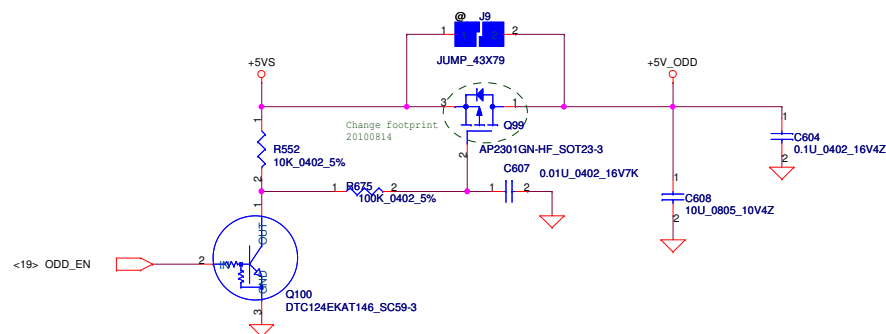 @ J9
1 1 2 2
JUMP_43X79
+5VS
+5V_ODD
3 1
Q99
Change footprint
20100814
AP2301GN-HF_SOT23-3
2
1
R552
10K_0402_5%
2
1 R675 2
100K_0402_5%
C607
1 2
0.01U_0402_16V7K
1
C604
0.1U_0402_16V4Z
2
1
C608
10U_0805_10V4Z
2
1
OUT
<19> ODD_EN
2
IN
GND
Q100
DTC124EKAT146_SC59-3
3